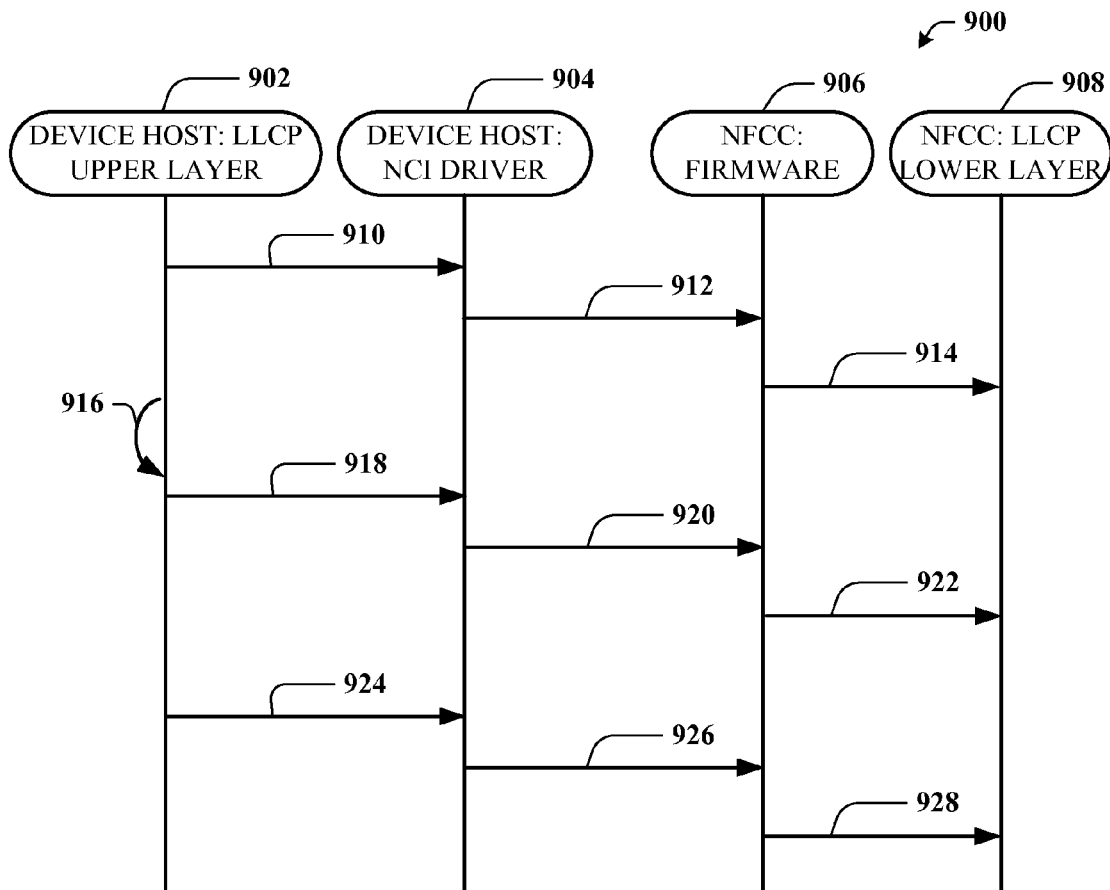 900
902
904
906
908
DEVICE HOST: LLCP
UPPER LAYER
DEVICE HOST:
NCI DRIVER
NFCC:
FIRMWARE
NFCC: LLCP
LOWER LAYER
910
912
914
916
918
920
922
924
926
928